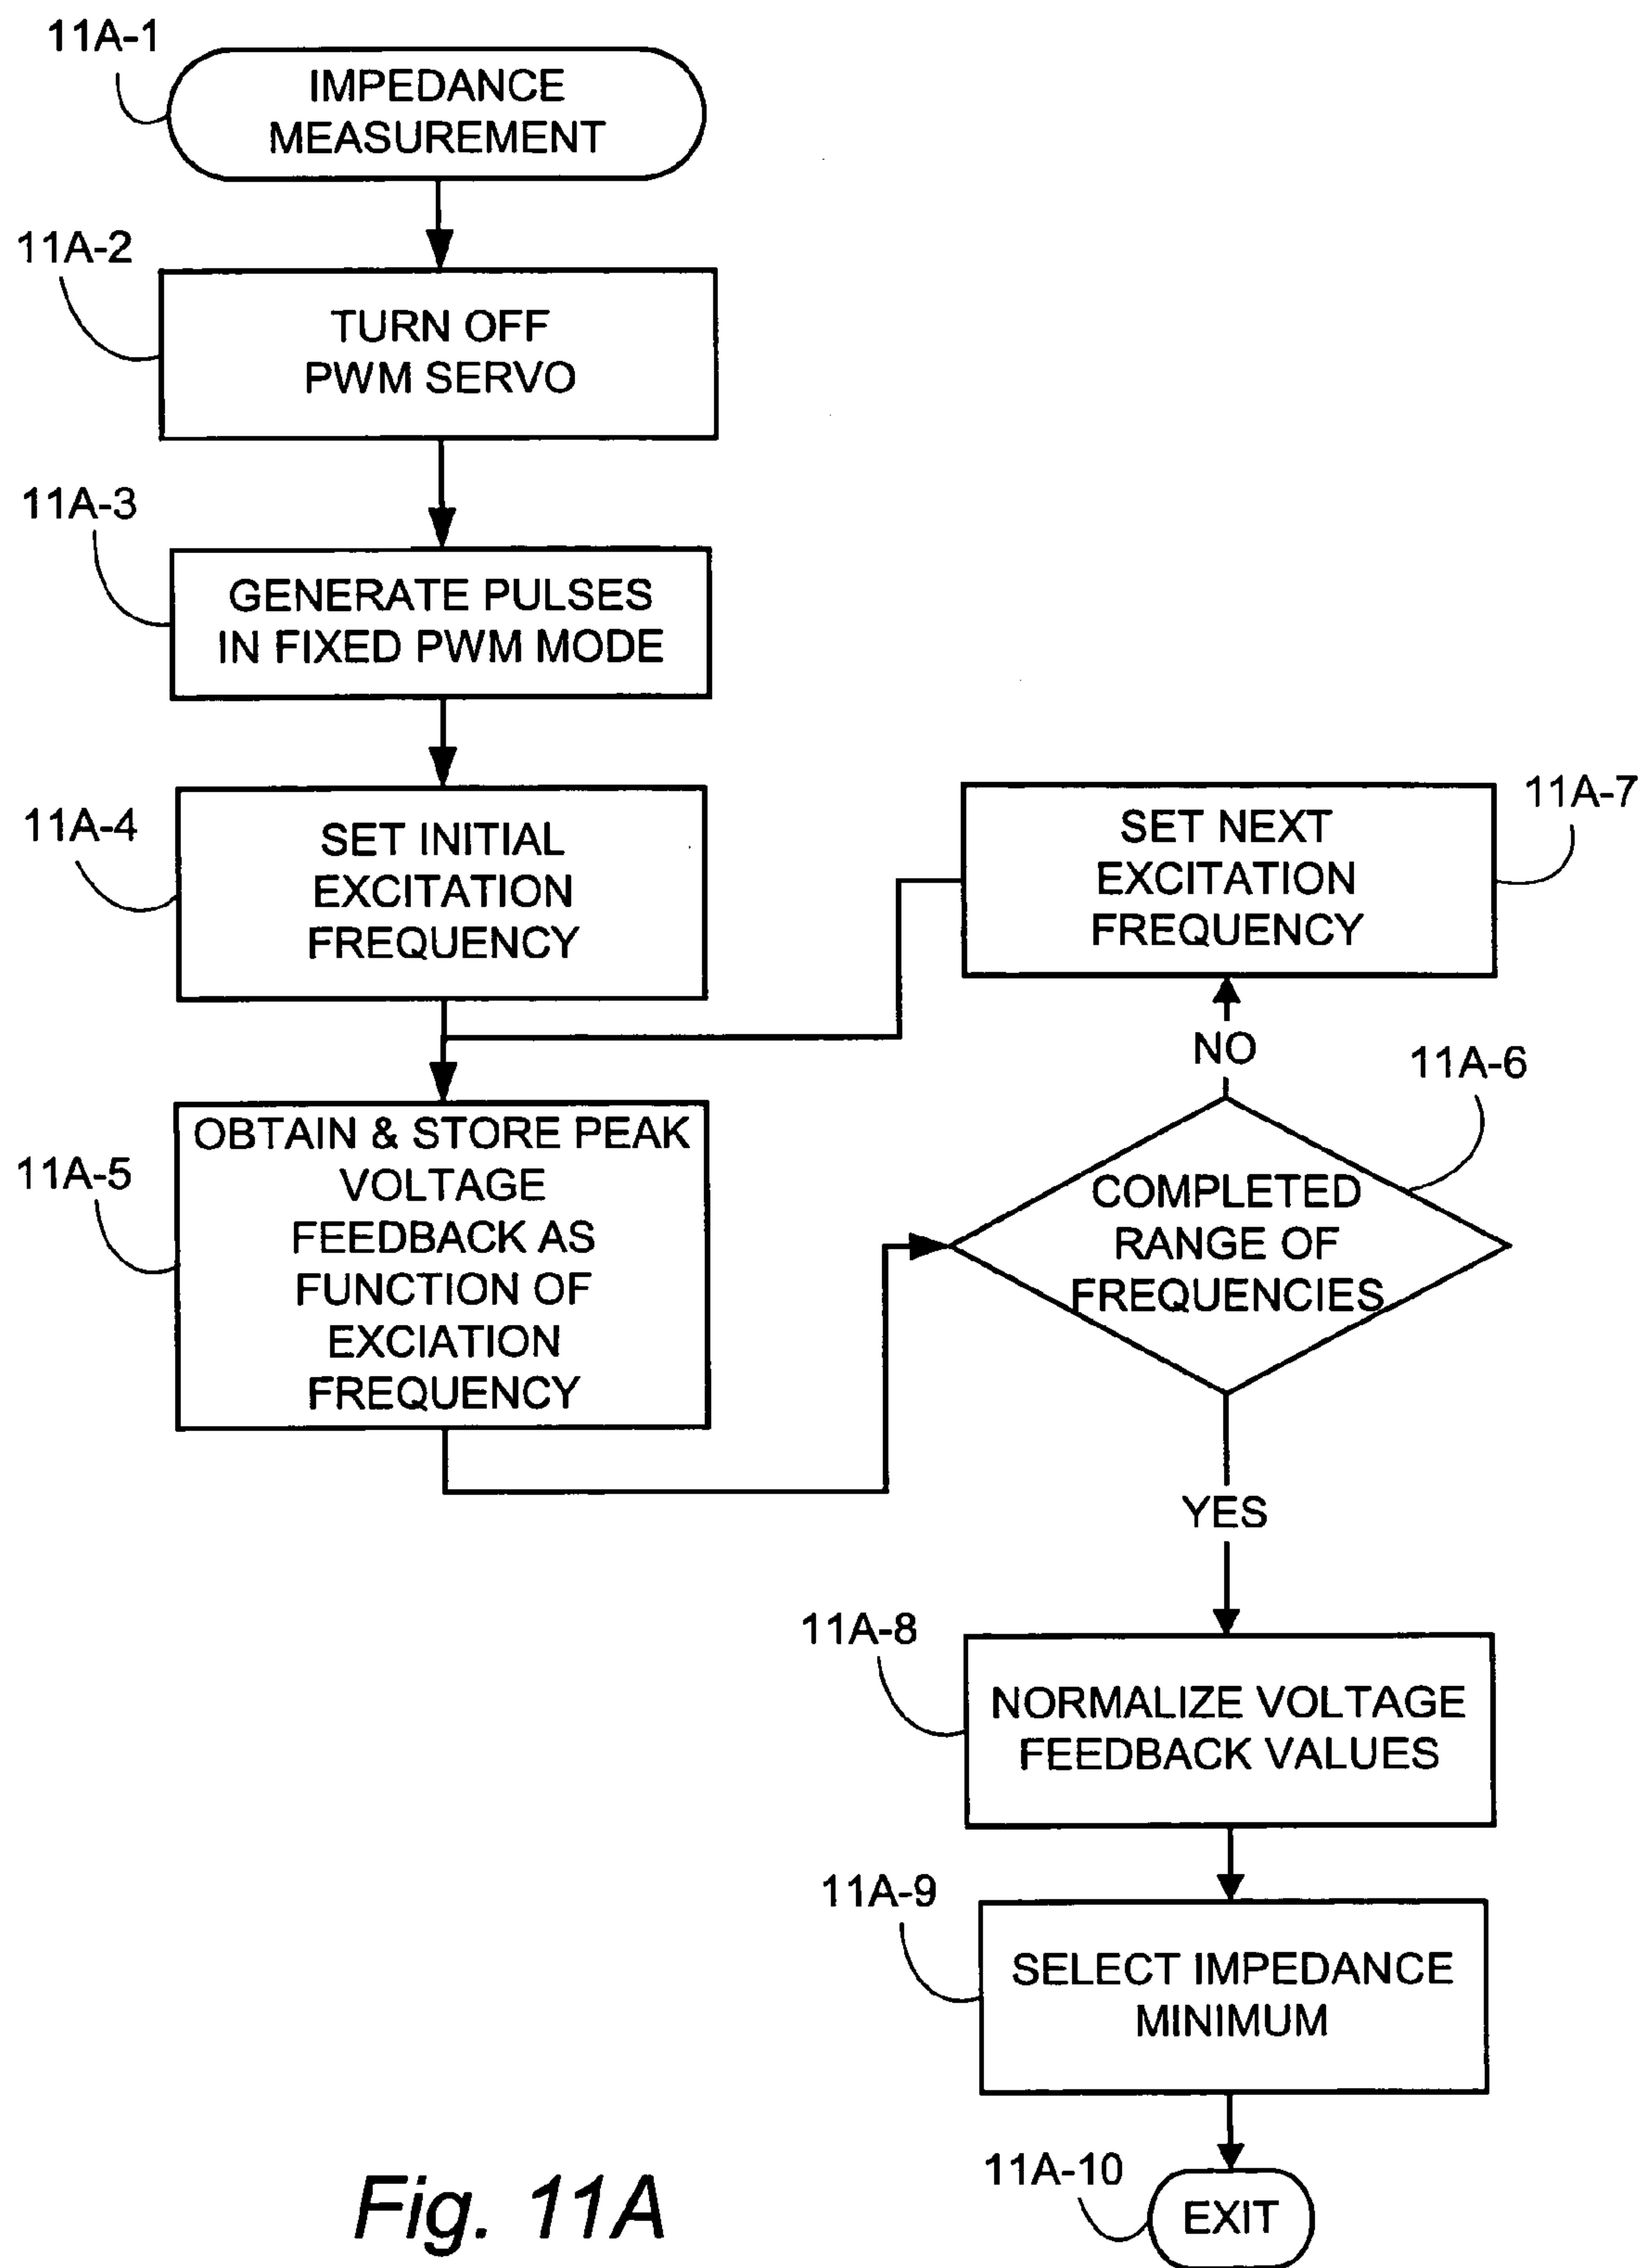 11A-1
IMPEDANCE
MEASUREMENT
11A-2
TURN OFF
PWM SERVO
11A-3
GENERATE PULSES
IN FIXED PWM MODE
11A-4
SET INITIAL
EXCITATION
FREQUENCY
11A-7
SET NEXT
EXCITATION
FREQUENCY
11A-5
OBTAIN & STORE PEAK
VOLTAGE
FEEDBACK AS
FUNCTION OF
EXCIATION
FREQUENCY
NO
11A-6
COMPLETED
RANGE OF
FREQUENCIES
YES
11A-8
NORMALIZE VOLTAGE
FEEDBACK VALUES
11A-9
SELECT IMPEDANCE
MINIMUM
11A-10
EXIT
Fig. 11A